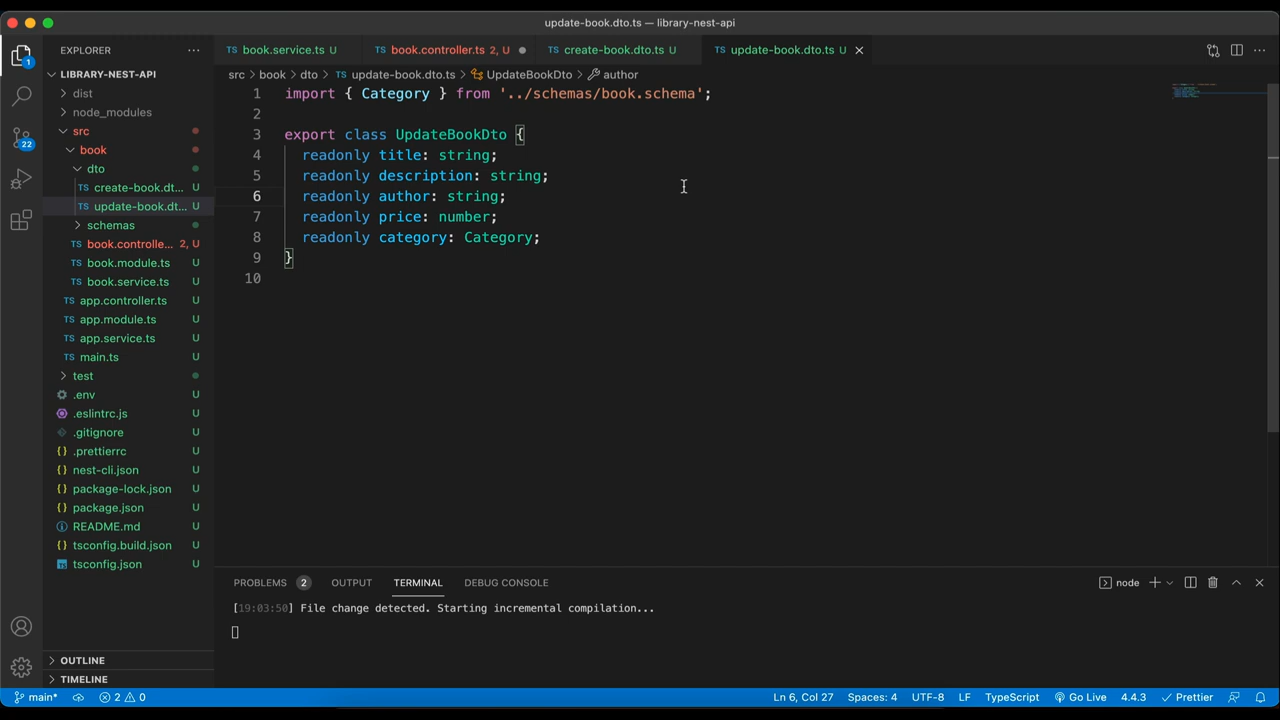 update-book.dto.ts — library-nest-api
EXPLORER
book.service.ts U
book.controller.ts 2, U
create-book.dto.ts U
update-book.dto.ts U
LIBRARY-NEST-API
src > book > dto > TS update-book.dto.ts > UpdateBookDto > author
dist
node_modules
src
book
dto
TS create-book.dt... U
TS update-book.dt... U
schemas
TS book.controlle... 2, U
TS book.module.ts U
TS book.service.ts U
TS app.controller.ts U
TS app.module.ts U
TS app.service.ts U
TS main.ts U
test
.env U
.eslintrc.js U
.gitignore U
.prettierrc U
nest-cli.json U
package-lock.json U
package.json U
README.md U
tsconfig.build.json U
tsconfig.json U
OUTLINE
TIMELINE
1 import { Category } from '../schemas/book.schema';
2
3 export class UpdateBookDto {
4 readonly title: string;
5 readonly description: string;
6 readonly author: string;
7 readonly price: number;
8 readonly category: Category;
9 }
10
PROBLEMS 2 OUTPUT TERMINAL DEBUG CONSOLE
node
[19:03:50] File change detected. Starting incremental compilation...
1
22
main* 2 0 Ln 6, Col 27 Spaces: 4 UTF-8 LF TypeScript Go Live 4.4.3 Prettier